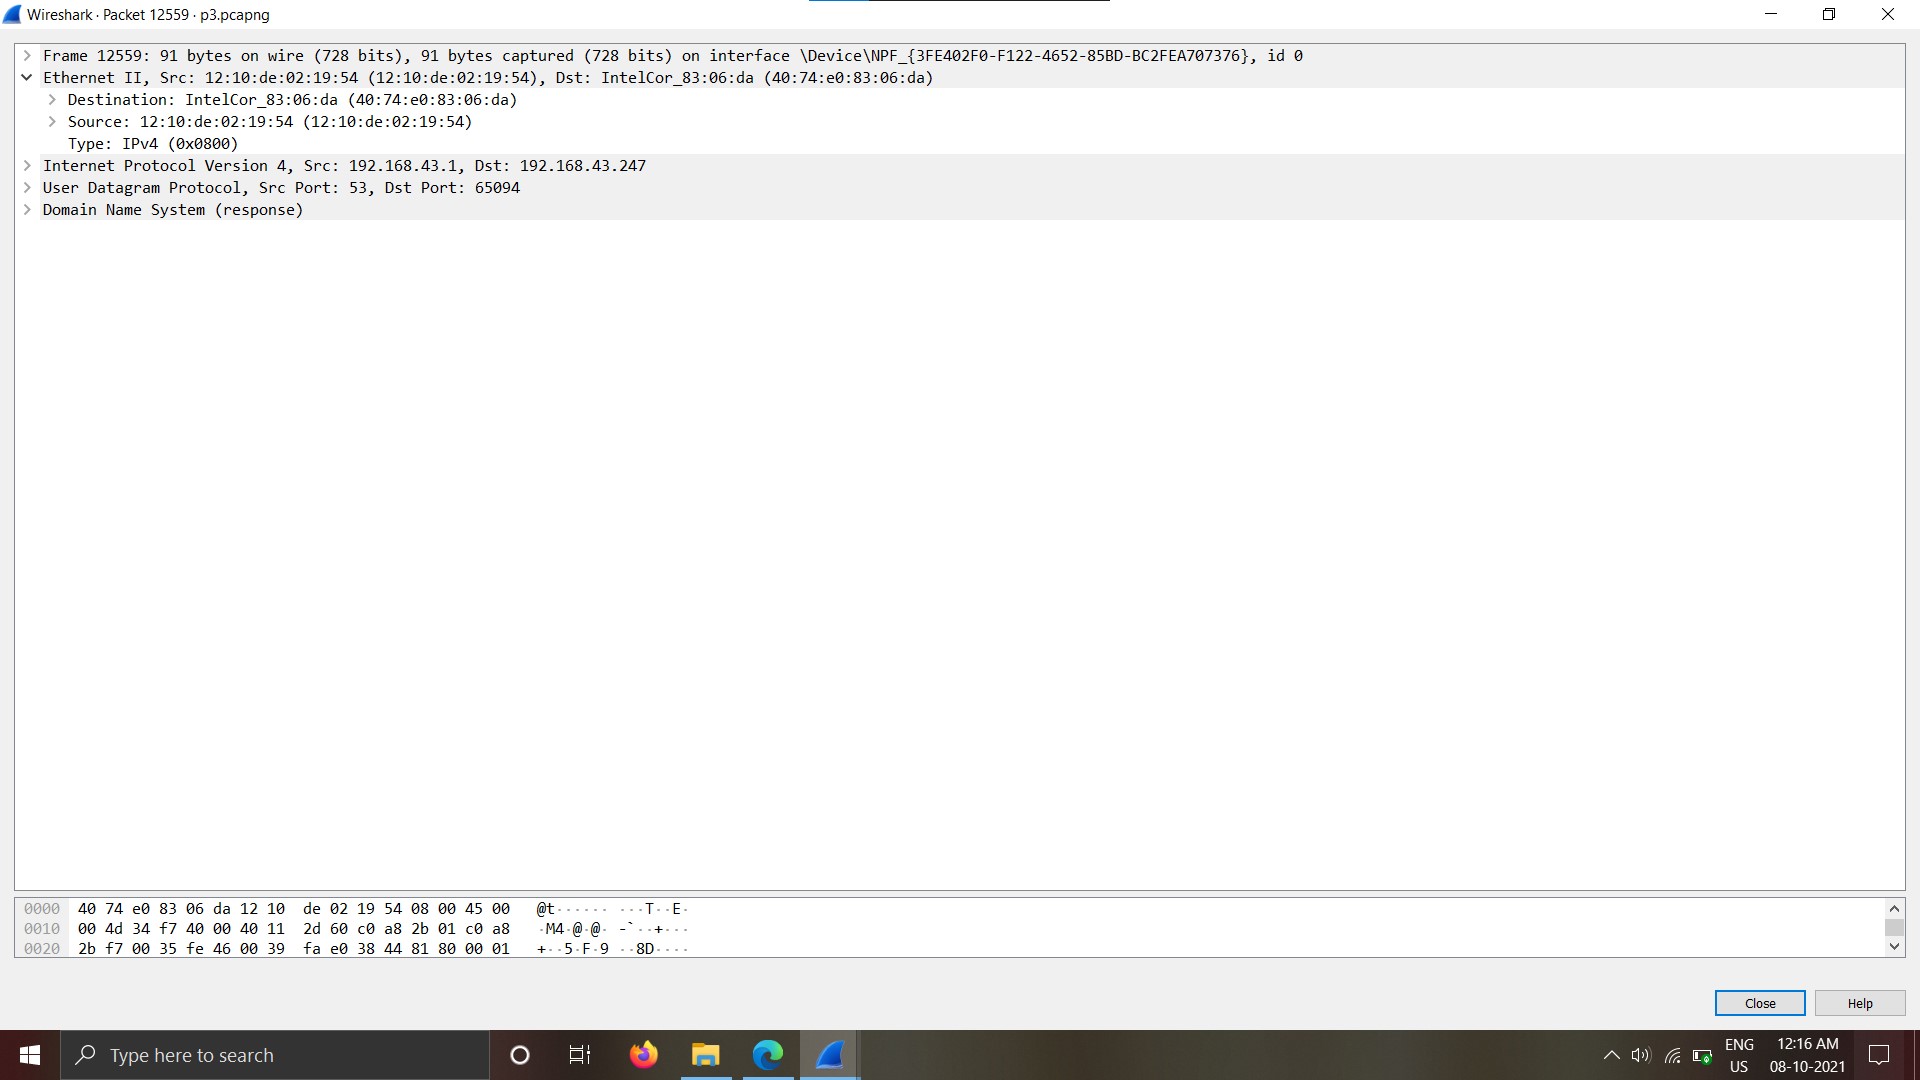 Wireshark · Packet 12559 · p3.pcapng
Frame 12559: 91 bytes on wire (728 bits), 91 bytes captured (728 bits) on interface \Device\NPF_{3FE402F0-F122-4652-85BD-BC2FEA707376}, id 0
Ethernet II, Src: 12:10:de:02:19:54 (12:10:de:02:19:54), Dst: IntelCor_83:06:da (40:74:e0:83:06:da)
Destination: IntelCor_83:06:da (40:74:e0:83:06:da)
Source: 12:10:de:02:19:54 (12:10:de:02:19:54)
Type: IPv4 (0x0800)
Internet Protocol Version 4, Src: 192.168.43.1, Dst: 192.168.43.247
User Datagram Protocol, Src Port: 53, Dst Port: 65094
Domain Name System (response)
0000 40 74 e0 83 06 da 12 10 de 02 19 54 08 00 45 00 @t······ ···T··E·
0010 00 4d 34 f7 40 00 40 11 2d 60 c0 a8 2b 01 c0 a8 ·M4·@·@· -`··+···
0020 2b f7 00 35 fe 46 00 39 fa e0 38 44 81 80 00 01 +··5·F·9 ··8D····
Close Help
Type here to search
ENG 12:16 AM
US 08-10-2021